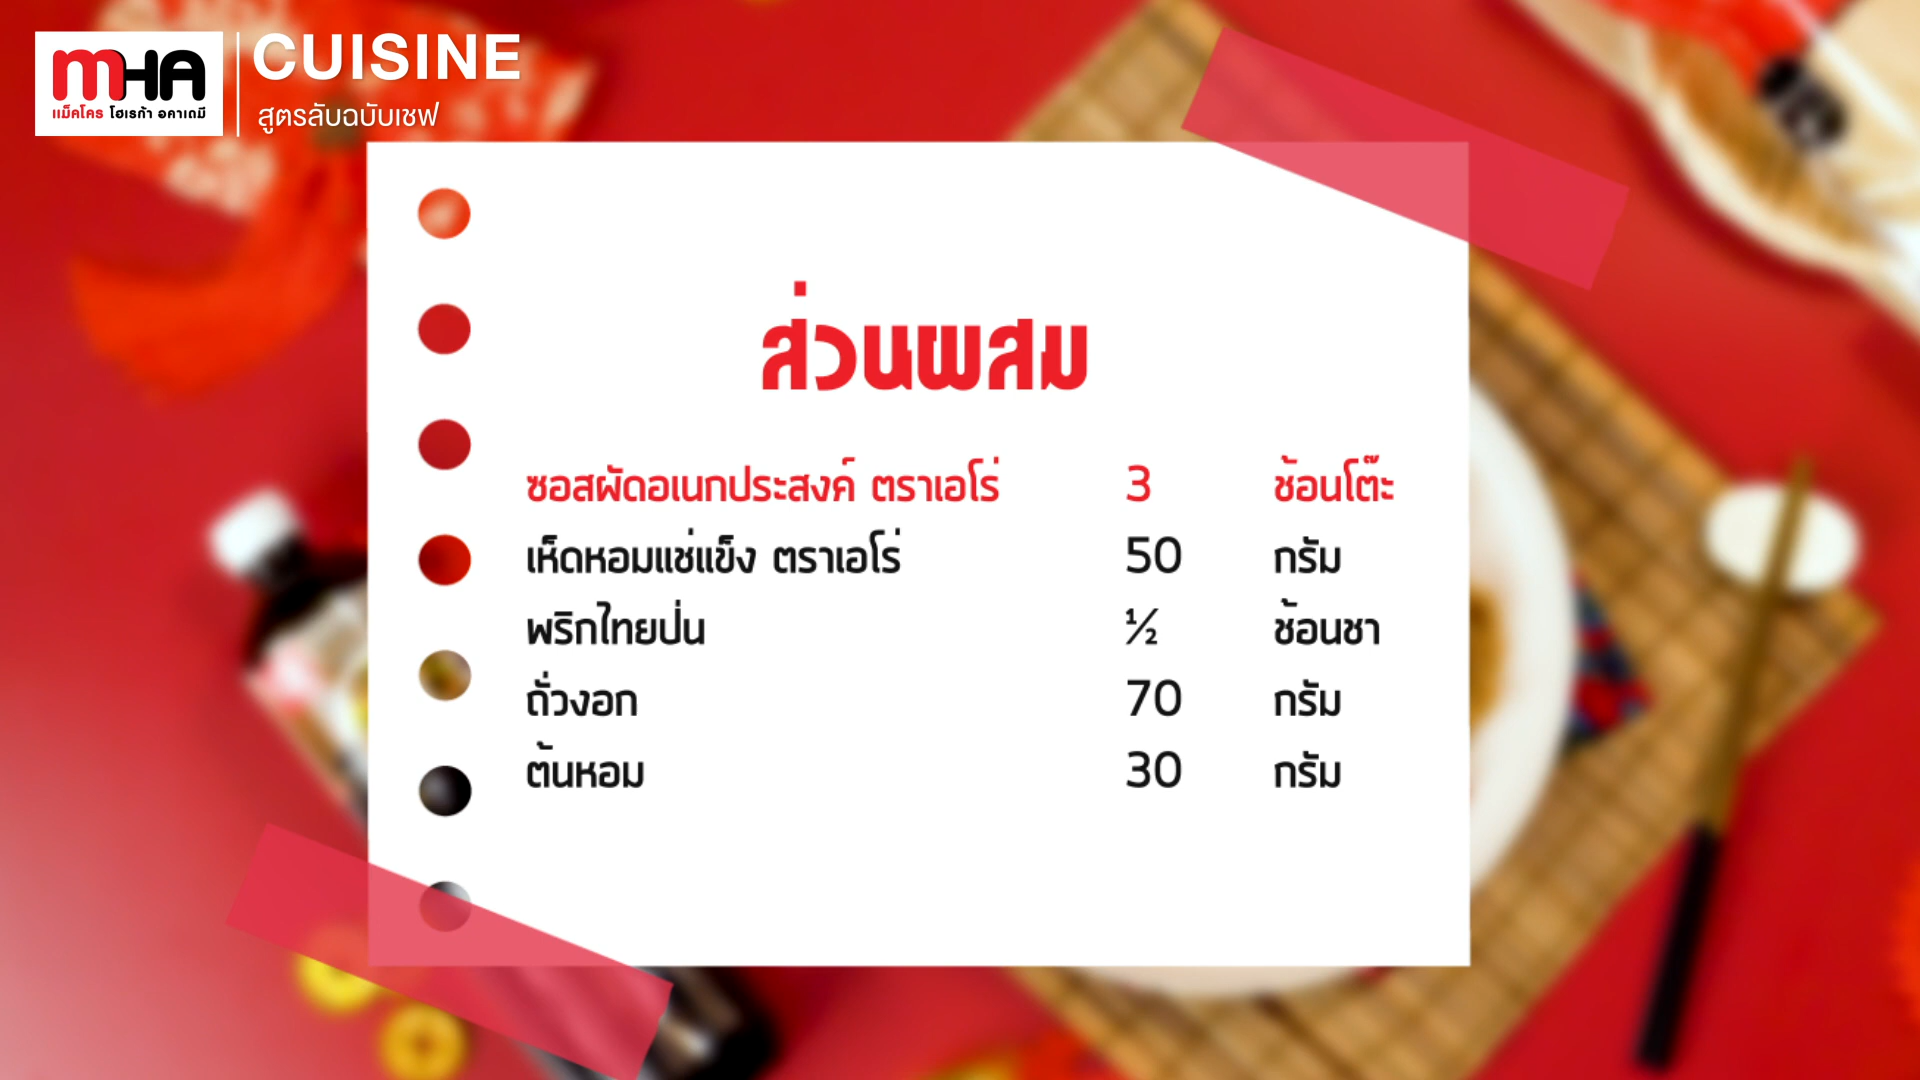 MHA
แม็คโคร โฮเรก้า อคาเดมี
CUISINE
สูตรลับฉบับเชฟ
ส่วนผสม
ซอสผัดอเนกประสงค์ ตราเอโร่ 3 ช้อนโต๊ะ
เห็ดหอมแช่แข็ง ตราเอโร่ 50 กรัม
พริกไทยป่น ½ ช้อนชา
ถั่วงอก 70 กรัม
ต้นหอม 30 กรัม